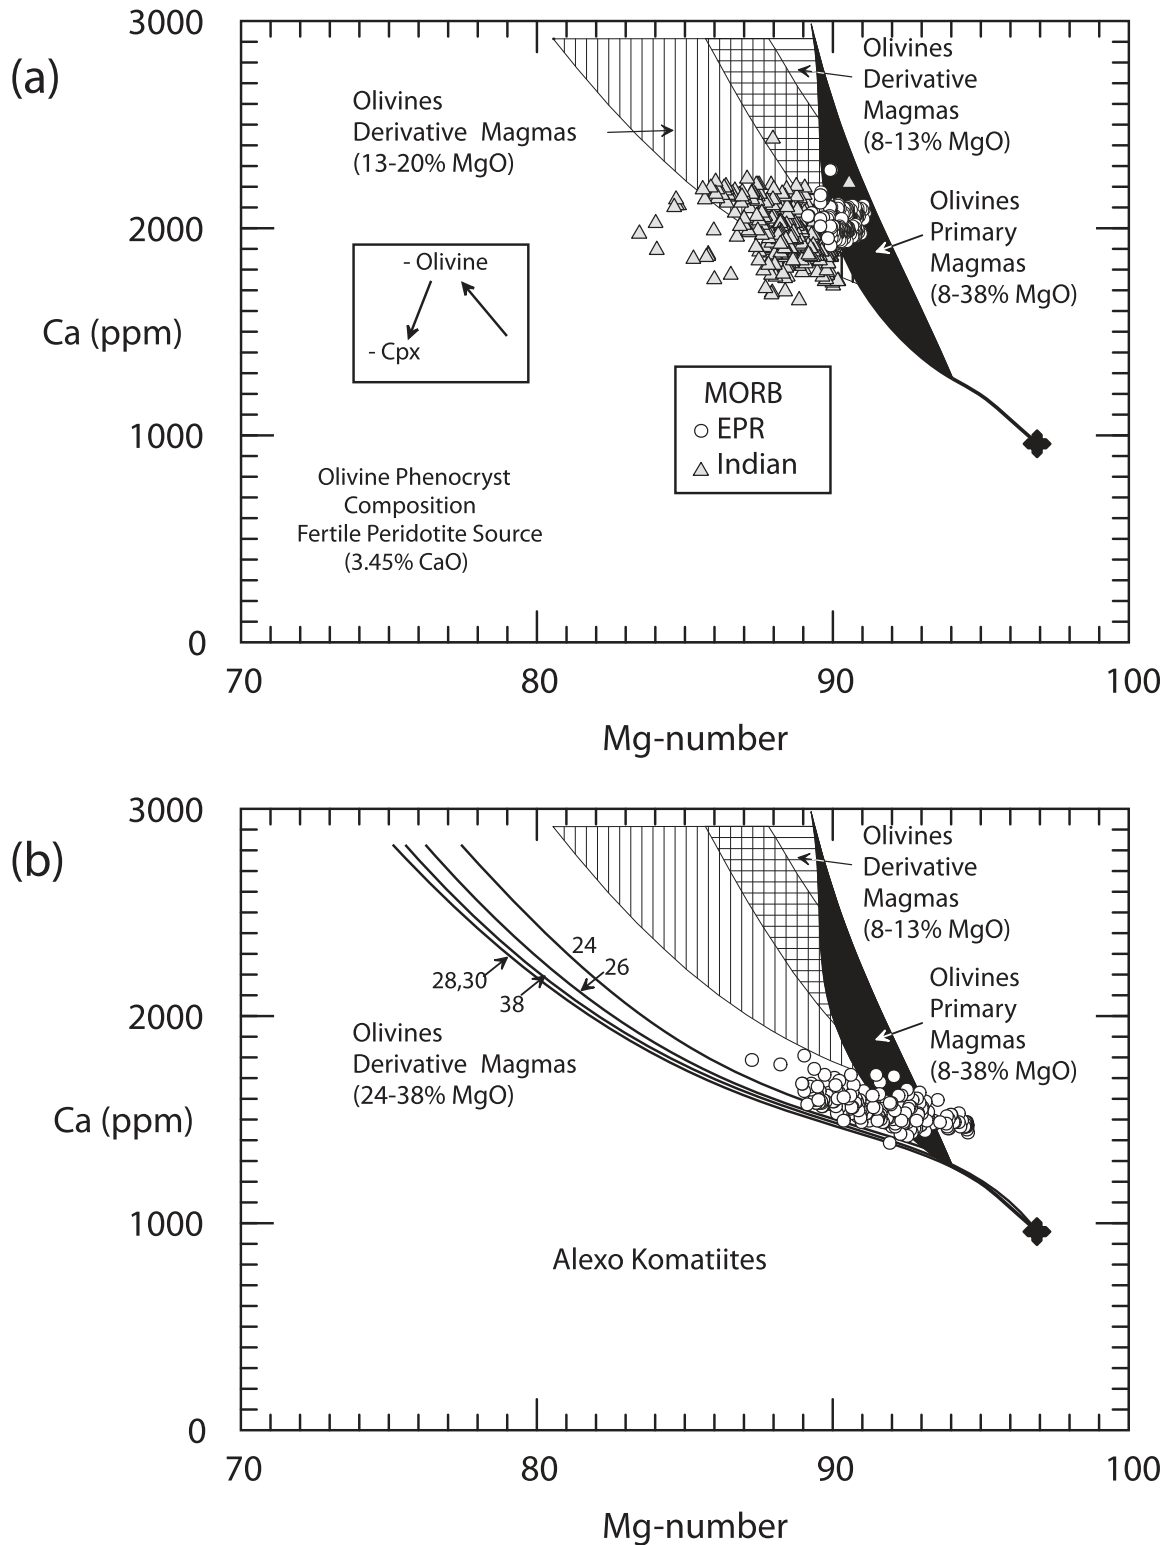 (a)
3000
2000
1000
0
Ca (ppm)
Olivines
Derivative Magmas
(13-20% MgO)
Olivines
Derivative
Magmas
(8-13% MgO)
Olivines
Primary
Magmas
(8-38% MgO)
- Olivine
- Cpx
MORB
EPR
Indian
Olivine Phenocryst
Composition
Fertile Peridotite Source
(3.45% CaO)
70
80
90
100
Mg-number
(b)
3000
2000
1000
0
Ca (ppm)
Olivines
Derivative
Magmas
(8-13% MgO)
Olivines
Primary
Magmas
(8-38% MgO)
24
26
28,30
38
Olivines
Derivative Magmas
(24-38% MgO)
Alexo Komatiites
70
80
90
100
Mg-number